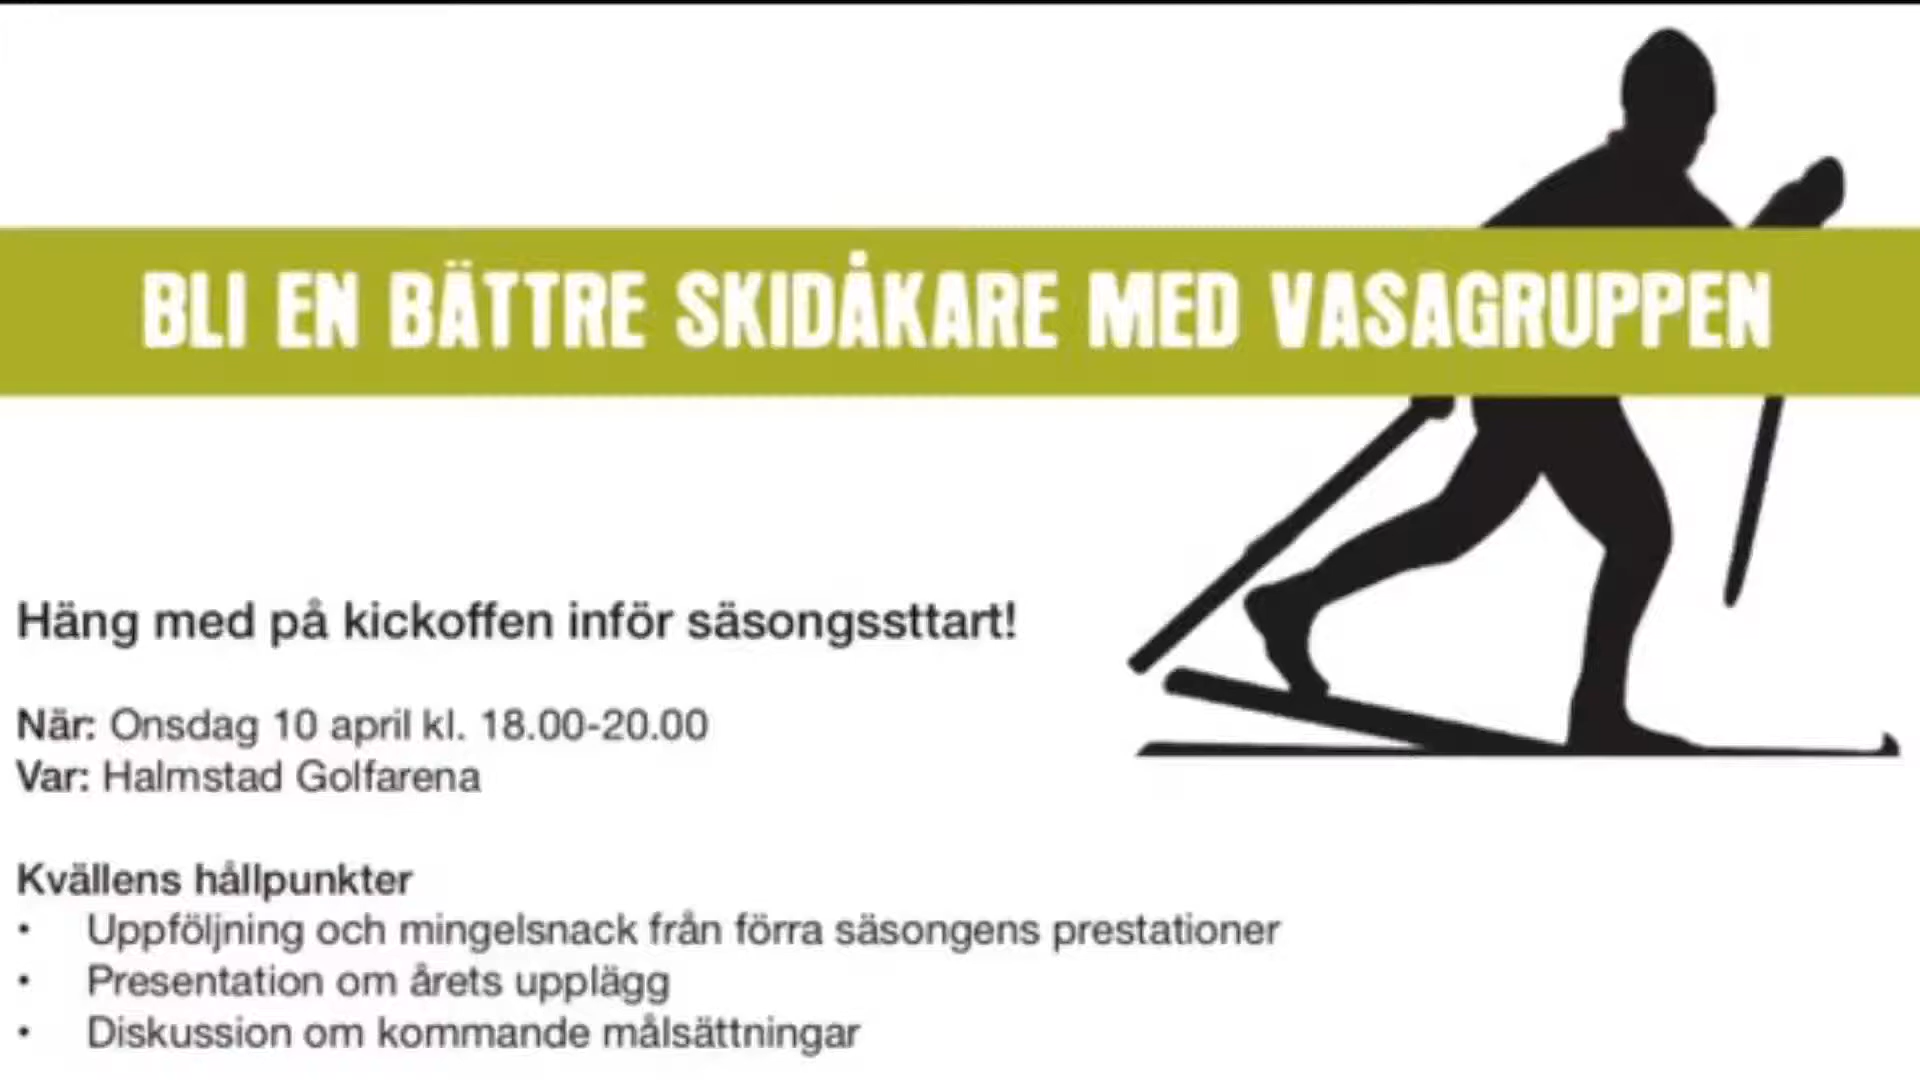 BLI EN BÄTTRE SKIDÅKARE MED VASAGRUPPEN
Häng med på kickoffen inför säsongssttart!
När: Onsdag 10 april kl. 18.00-20.00
Var: Halmstad Golfarena
Kvällens hållpunkter
• Uppföljning och mingelsnack från förra säsongens prestationer
• Presentation om årets upplägg
• Diskussion om kommande målsättningar